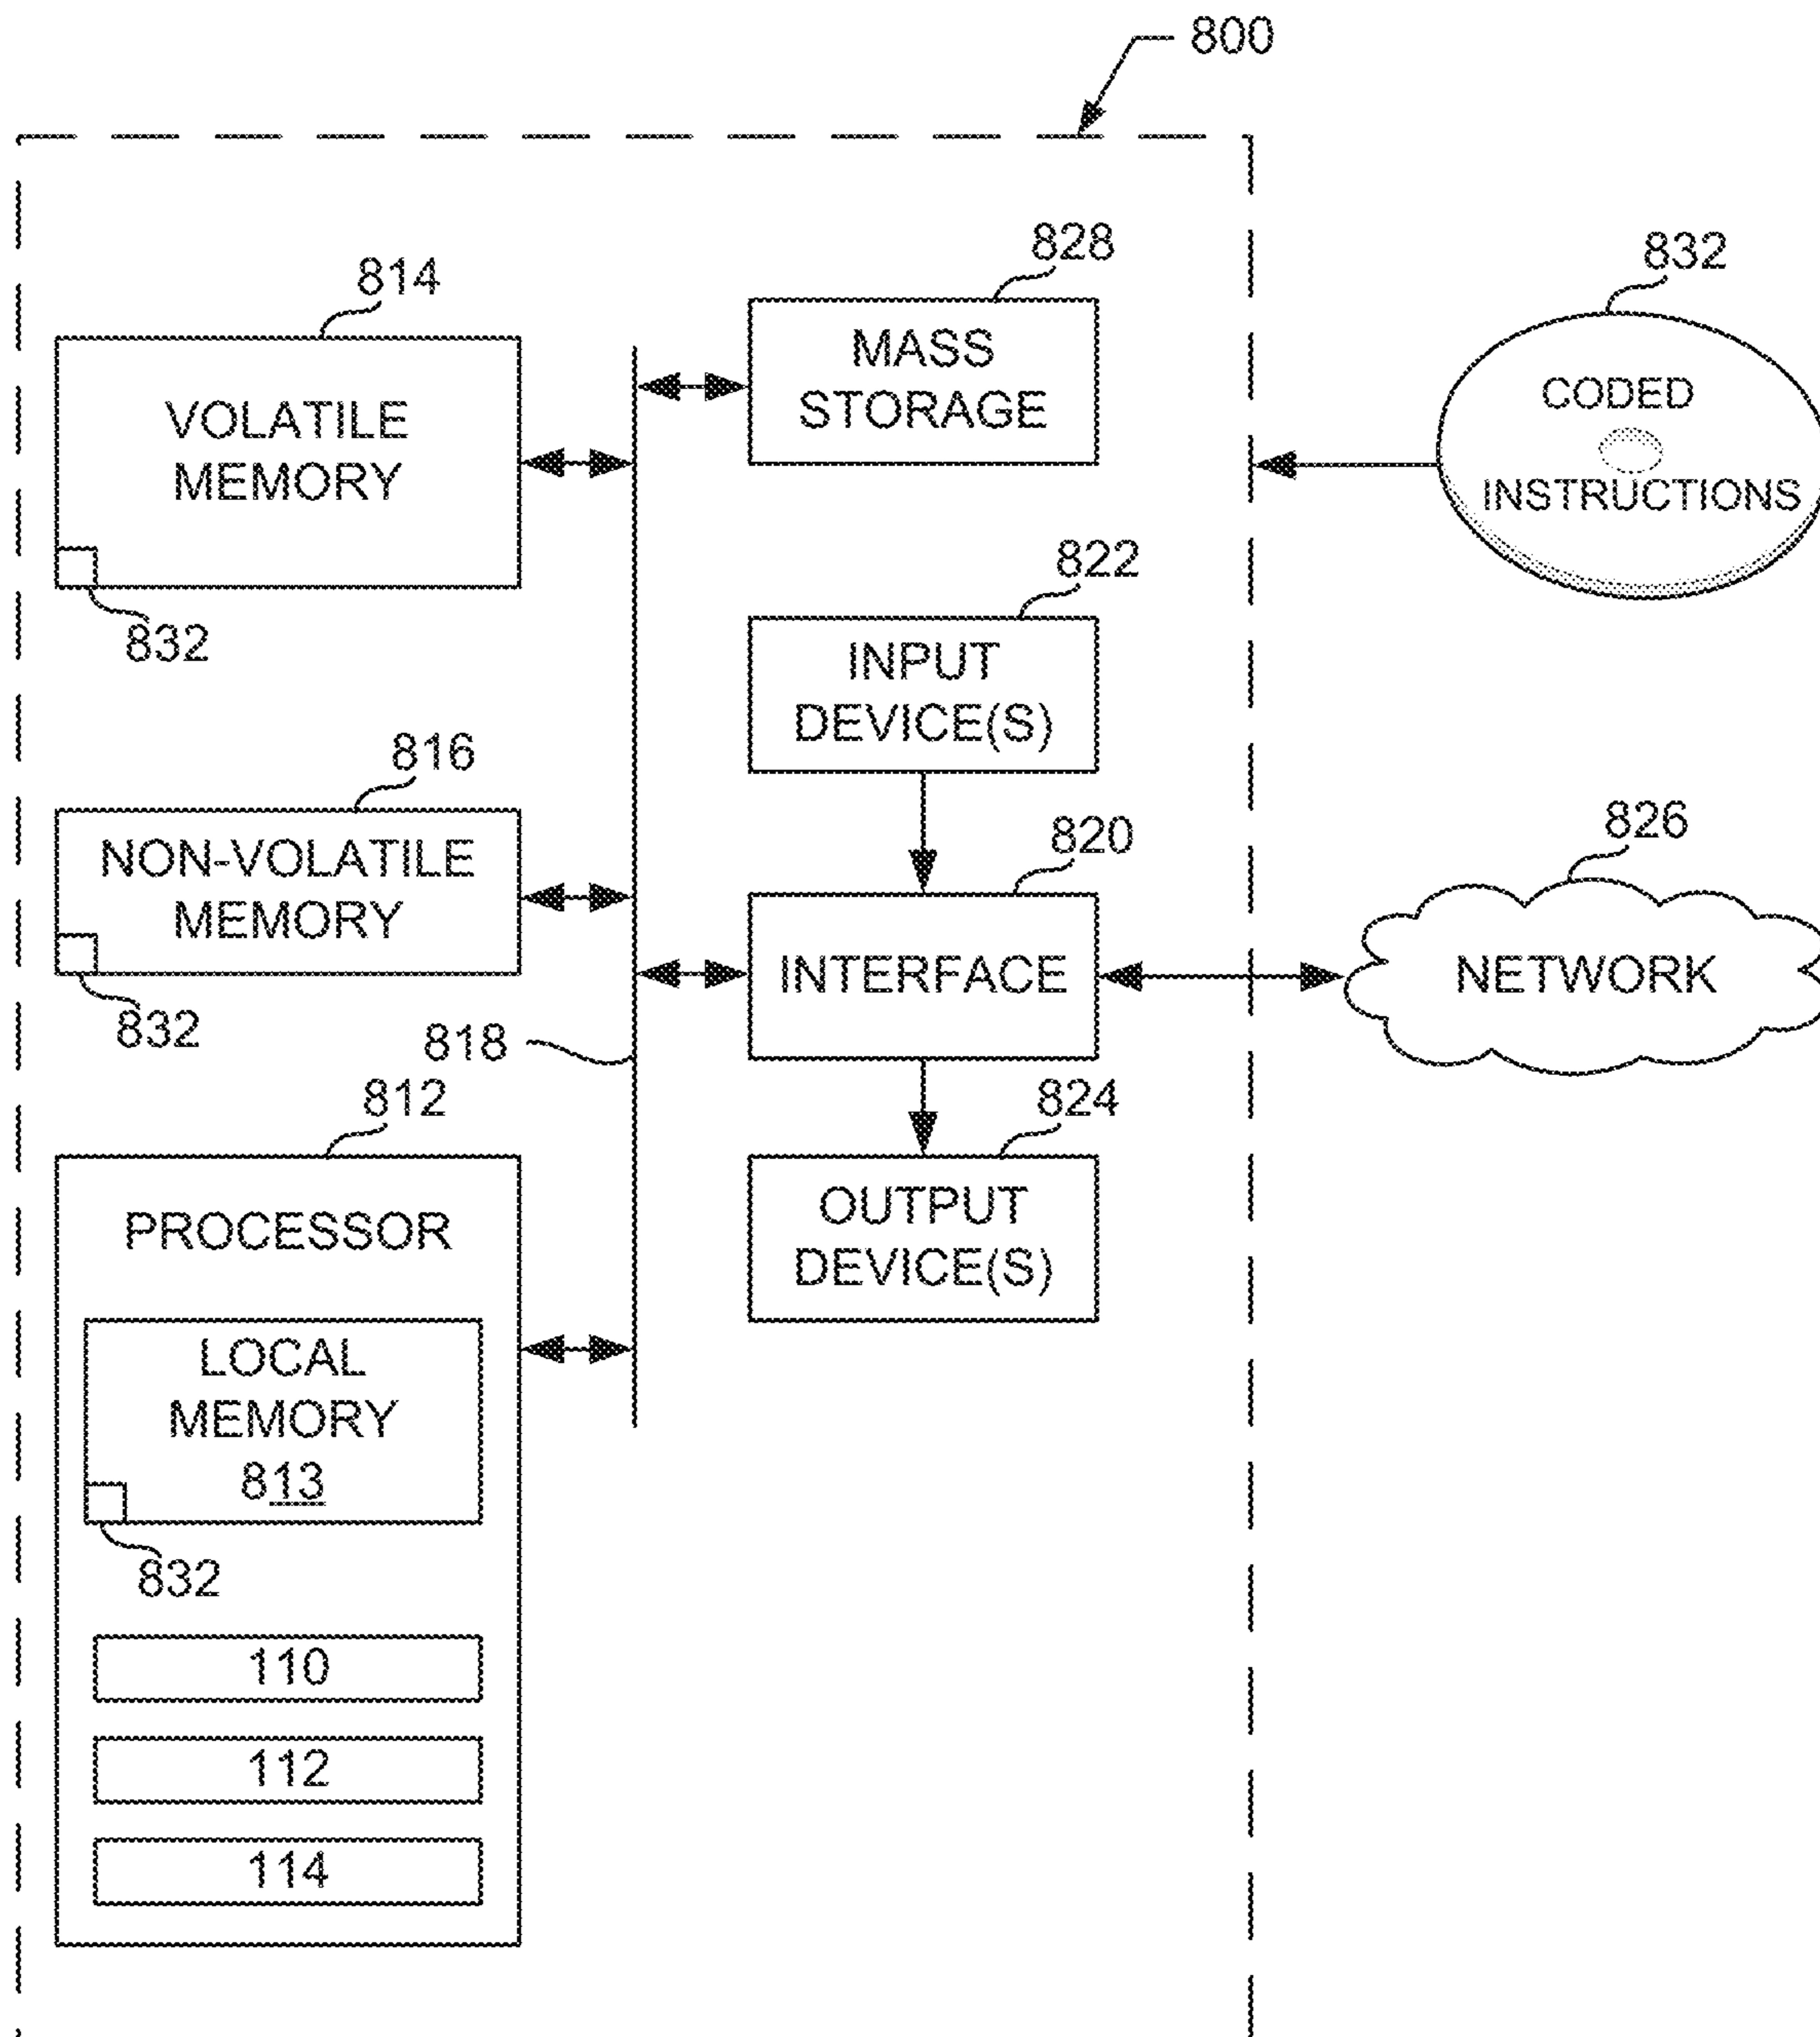 800
814
VOLATILE
MEMORY
832
828
MASS
STORAGE
832
CODED
INSTRUCTIONS
822
INPUT
DEVICE(S)
816
NON-VOLATILE
MEMORY
832
818
820
INTERFACE
826
NETWORK
812
PROCESSOR
LOCAL
MEMORY
813
832
110
112
114
824
OUTPUT
DEVICE(S)